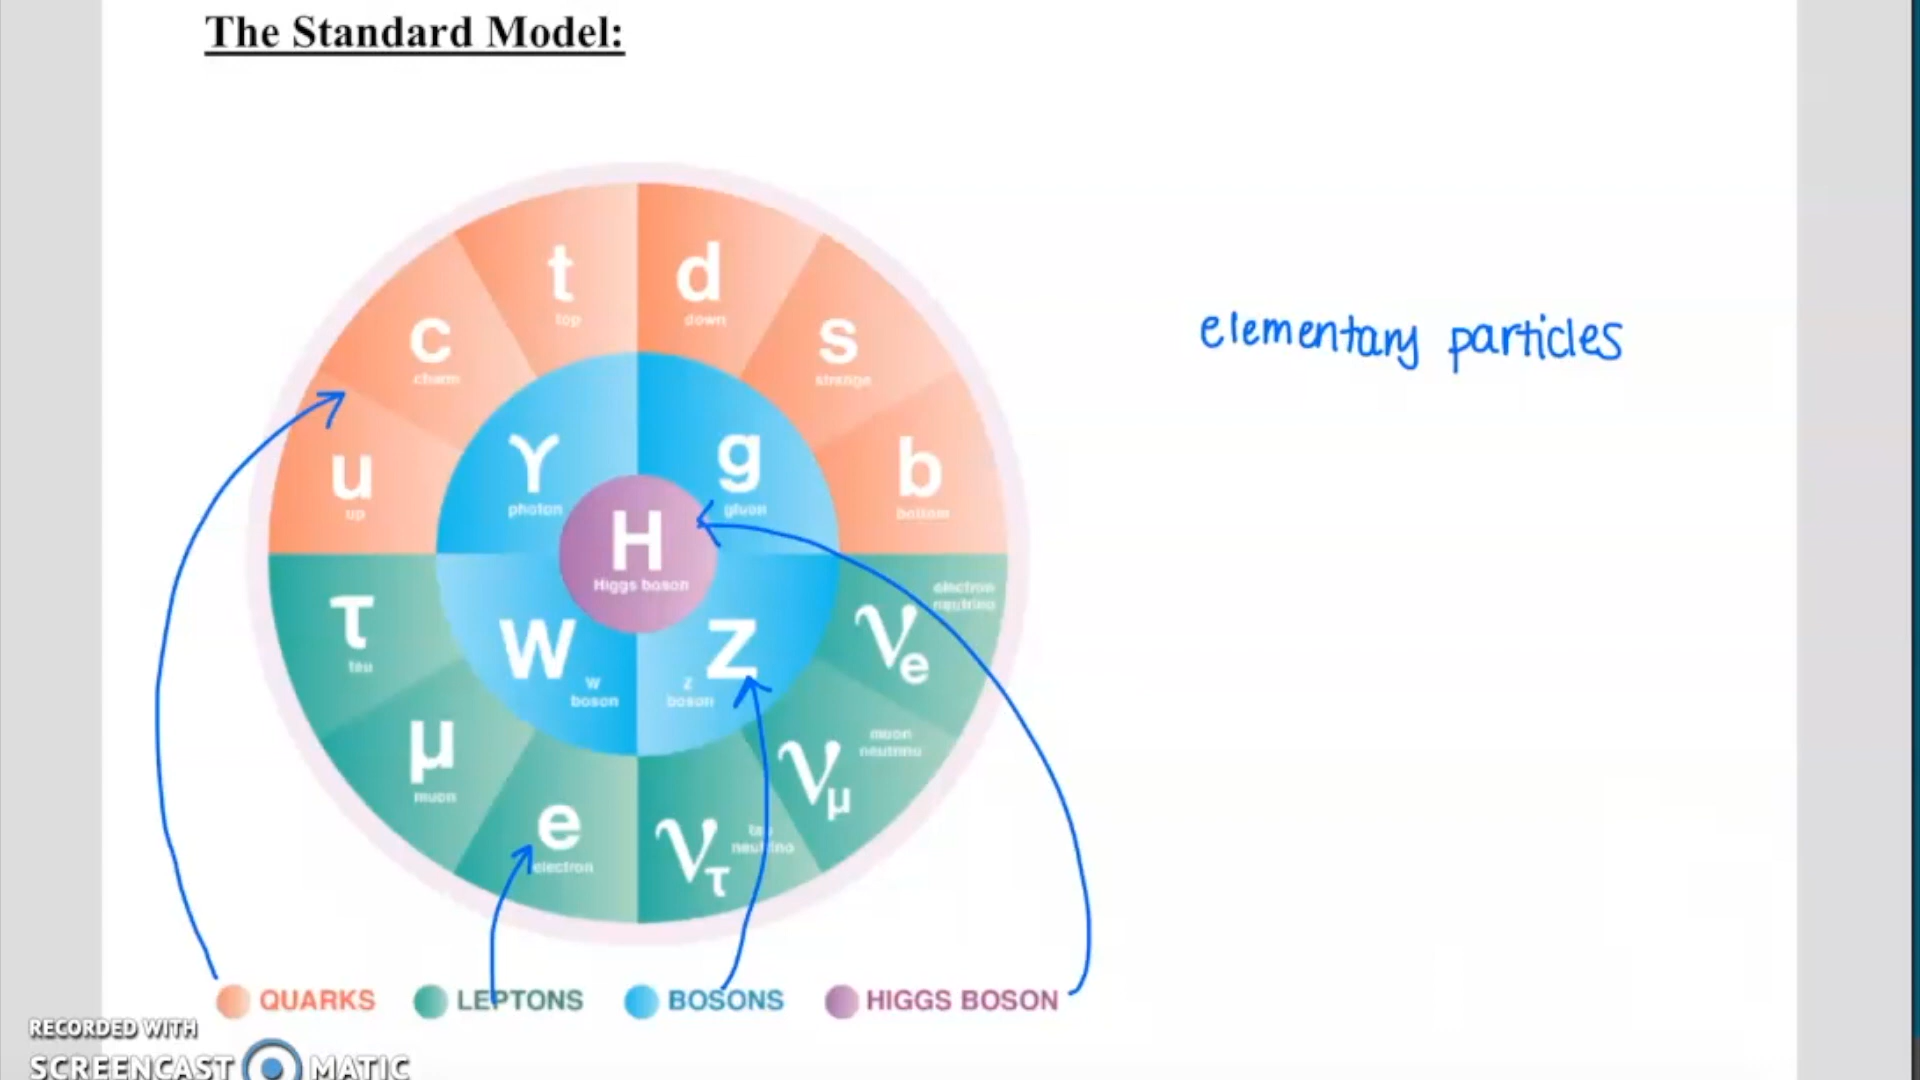 The Standard Model:
t
top
d
down
c
charm
s
strange
elementary particles
u
up
γ
photon
g
gluon
b
bottom
H
Higgs boson
τ
tau
W
W
boson
Z
Z
boson
νe
electron
neutrino
μ
muon
νμ
muon
neutrino
e
electron
ντ
tau
neutrino
QUARKS LEPTONS BOSONS HIGGS BOSON
RECORDED WITH
SCREENCAST MATIC